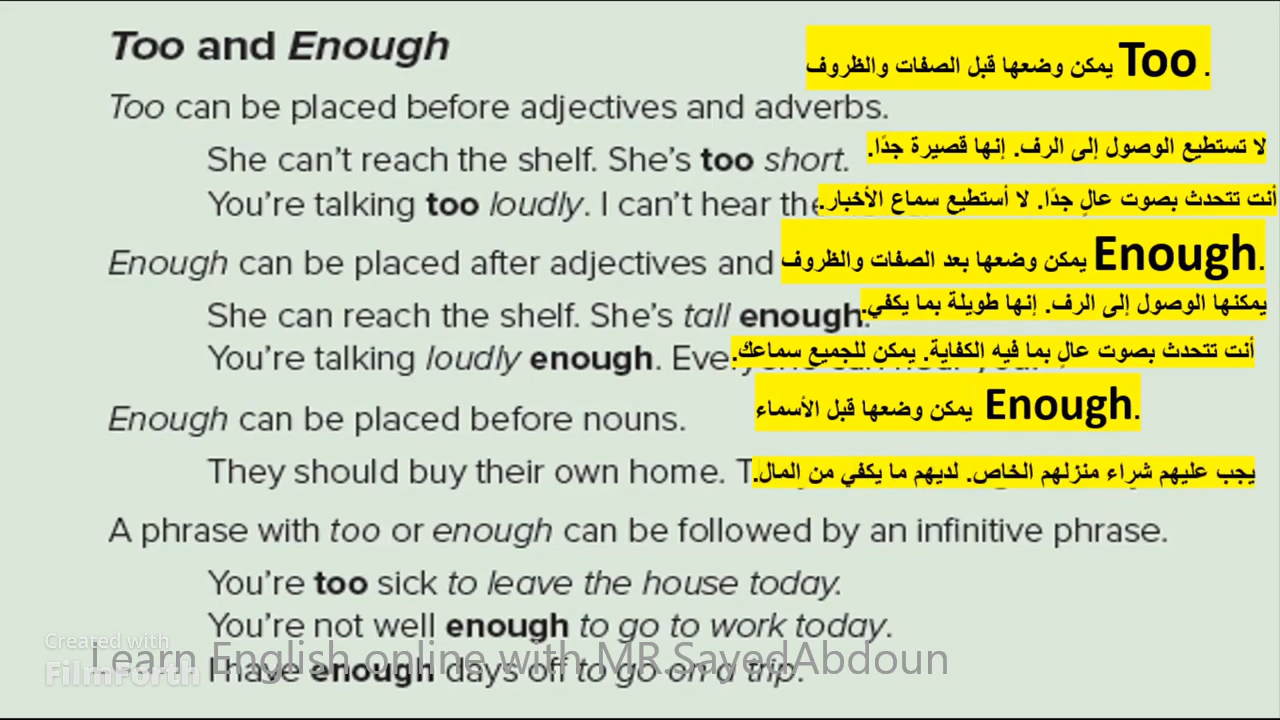 Too and Enough
. Too يمكن وضعها قبل الصفات والظروف
Too can be placed before adjectives and adverbs.
She can't reach the shelf. She's too short.
لا تستطيع الوصول إلى الرف. إنها قصيرة جدًا.
You're talking too loudly. I can't hear the
أنت تتحدث بصوت عالٍ جدًا. لا أستطيع سماع الأخبار.
Enough can be placed after adjectives and
.Enough يمكن وضعها بعد الصفات والظروف
She can reach the shelf. She's tall enough.
يمكنها الوصول إلى الرف. إنها طويلة بما يكفي.
You're talking loudly enough.
أنت تتحدث بصوت عالٍ بما فيه الكفاية. يمكن للجميع سماعك.
Enough can be placed before nouns.
.Enough يمكن وضعها قبل الأسماء
They should buy their own home.
يجب عليهم شراء منزلهم الخاص. لديهم ما يكفي من المال.
A phrase with too or enough can be followed by an infinitive phrase.
You're too sick to leave the house today.
You're not well enough to go to work today.
Created with
FilmForth
Learn English online with MR.SayedAbdoun
I have enough days off to go on a trip.